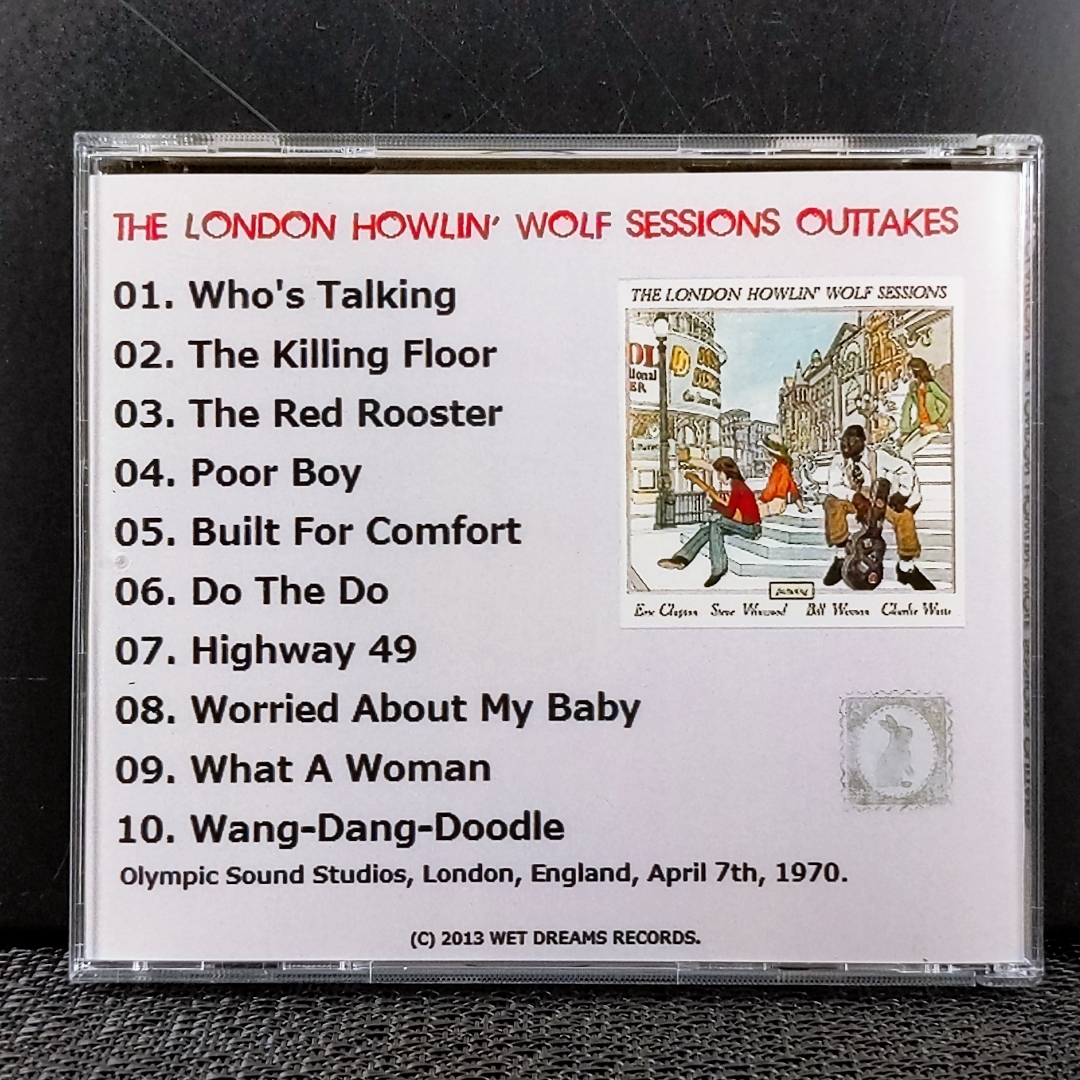 THE LONDON HOWLIN' WOLF SESSIONS OUTTAKES
01. Who's Talking
02. The Killing Floor
03. The Red Rooster
04. Poor Boy
05. Built For Comfort
06. Do The Do
07. Highway 49
08. Worried About My Baby
09. What A Woman
10. Wang-Dang-Doodle
Olympic Sound Studios, London, England, April 7th, 1970.
(C) 2013 WET DREAMS RECORDS.
THE LONDON HOWLIN' WOLF SESSIONS
Eric Clapton Steve Winwood Bill Wyman Charlie Watts